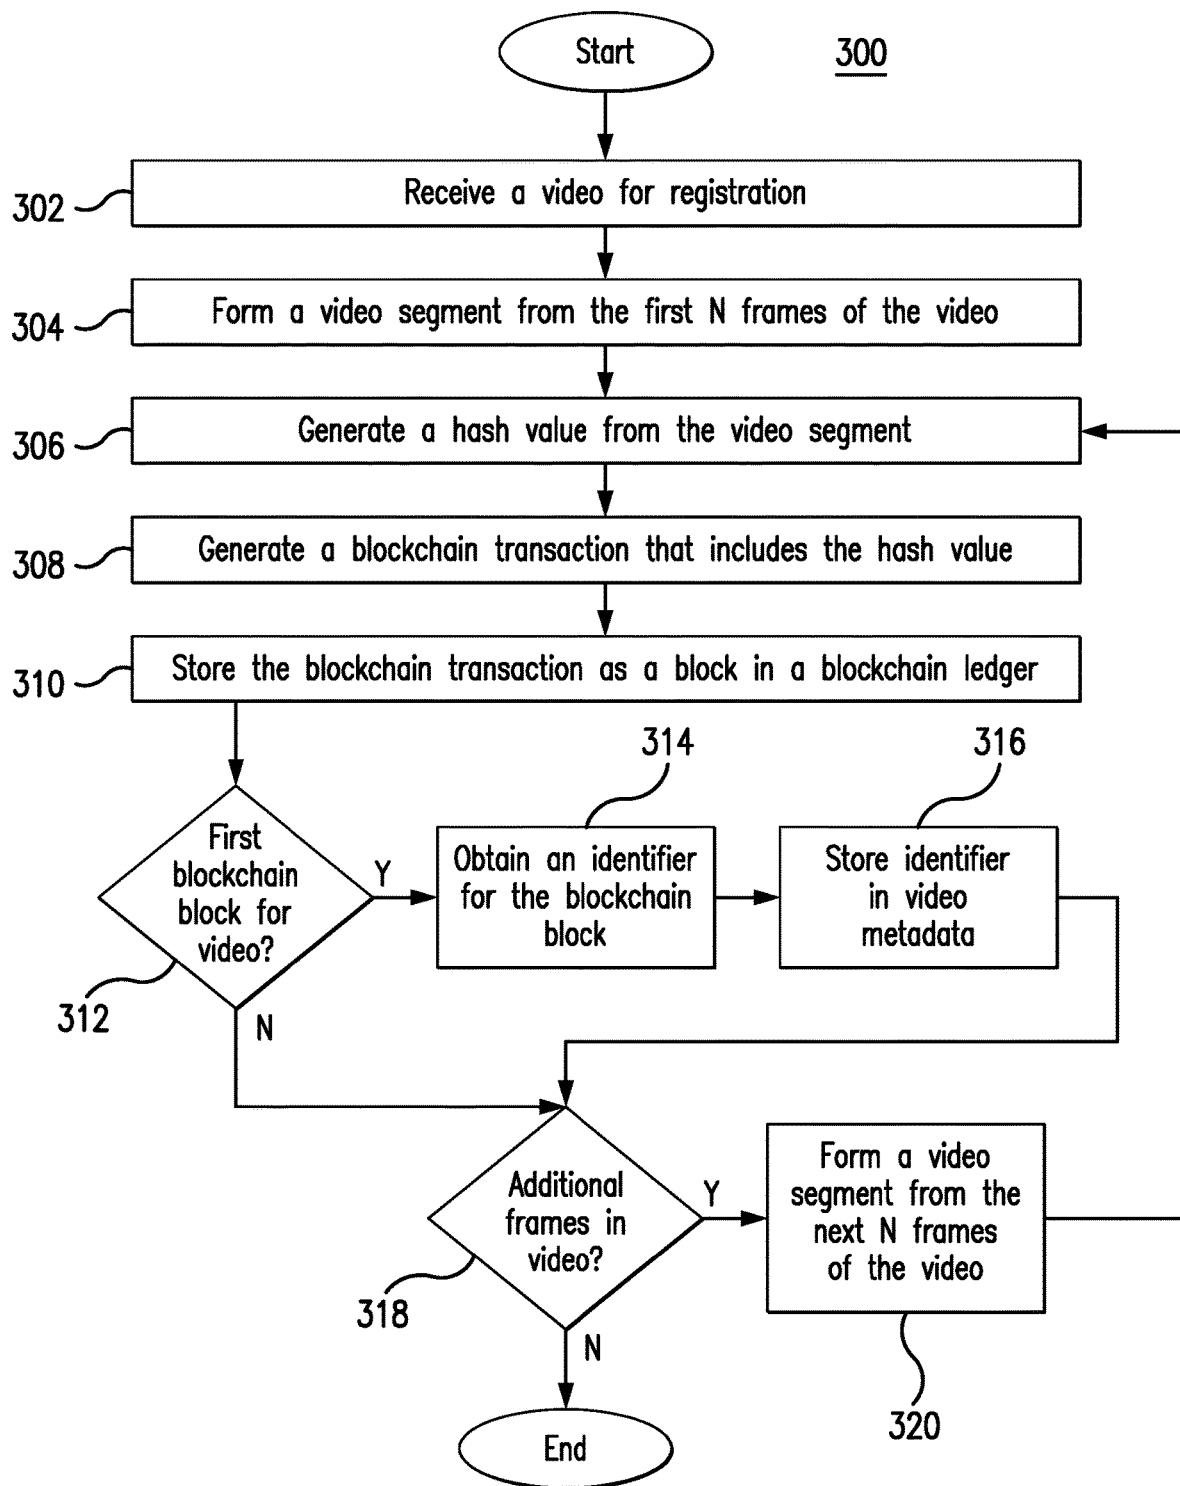 Start
300
Receive a video for registration
302
Form a video segment from the first N frames of the video
304
Generate a hash value from the video segment
306
Generate a blockchain transaction that includes the hash value
308
Store the blockchain transaction as a block in a blockchain ledger
310
314
316
First
blockchain
block for
video?
Y
Obtain an identifier
for the blockchain
block
Store identifier
in video
metadata
312
N
Additional
frames in
video?
Y
Form a video
segment from the
next N frames
of the video
318
N
320
End